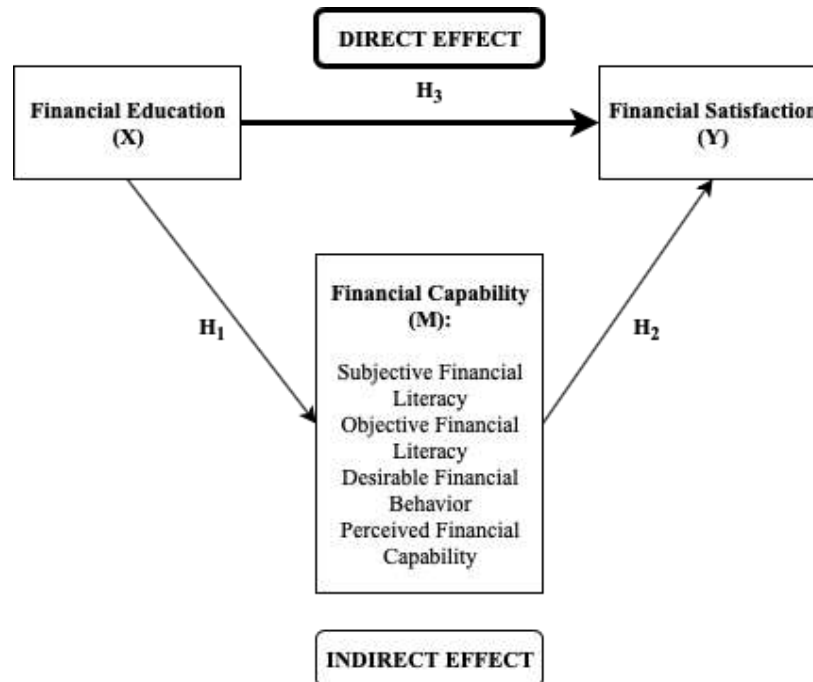 DIRECT EFFECT
H3
Financial Education
(X)
Financial Satisfaction
(Y)
Financial Capability
(M):
Subjective Financial
Literacy
Objective Financial
Literacy
Desirable Financial
Behavior
Perceived Financial
Capability
H1
H2
INDIRECT EFFECT